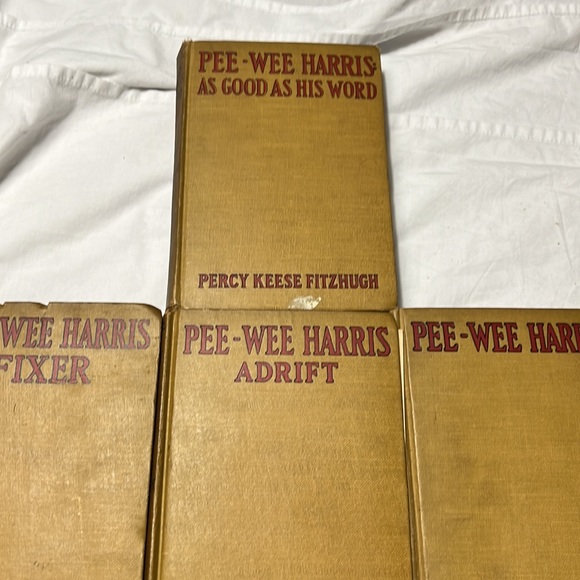 PEE-WEE HARRIS:
AS GOOD AS HIS WORD
PERCY KEESE FITZHUGH
WEE HARRIS
FIXER
PEE-WEE HARRIS
ADRIFT
PEE-WEE HARR